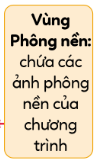 Vùng
Phông nền:
chứa các
ảnh phông
nền của
chương
trình